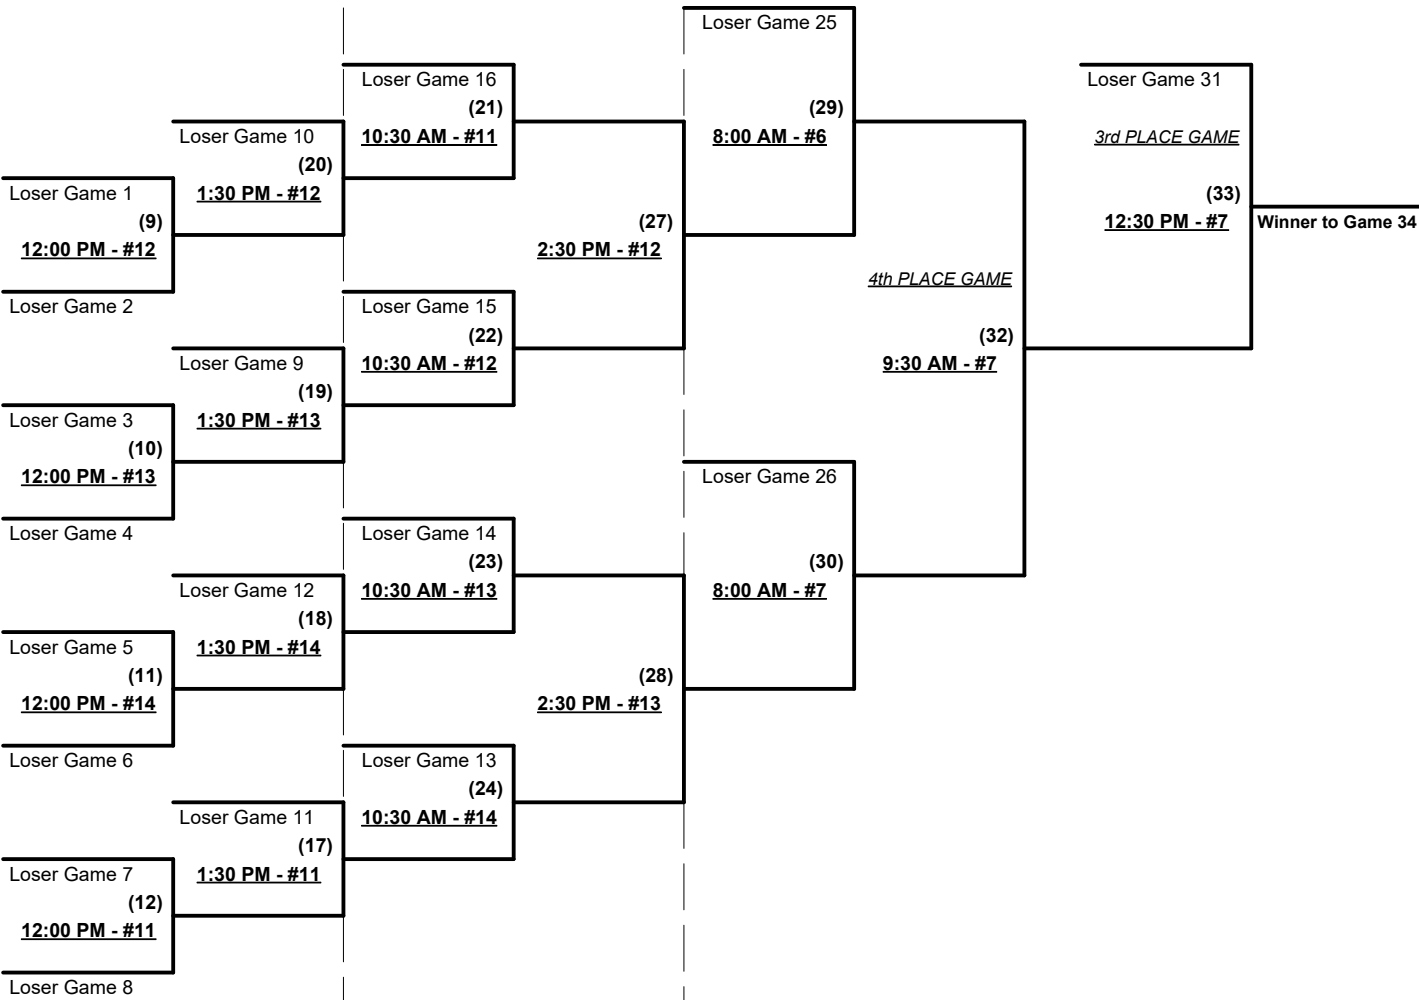 Loser Game 25
Loser Game 16
Loser Game 31
(21)
(29)
Loser Game 10
10:30 AM - #11
8:00 AM - #6
3rd PLACE GAME
(20)
Loser Game 1
1:30 PM - #12
(33)
(9)
(27)
12:30 PM - #7
Winner to Game 34
12:00 PM - #12
2:30 PM - #12
4th PLACE GAME
Loser Game 2
Loser Game 15
(22)
(32)
Loser Game 9
10:30 AM - #12
9:30 AM - #7
(19)
Loser Game 3
1:30 PM - #13
(10)
12:00 PM - #13
Loser Game 26
Loser Game 4
Loser Game 14
(23)
(30)
Loser Game 12
10:30 AM - #13
8:00 AM - #7
(18)
Loser Game 5
1:30 PM - #14
(11)
(28)
12:00 PM - #14
2:30 PM - #13
Loser Game 6
Loser Game 13
(24)
Loser Game 11
10:30 AM - #14
(17)
Loser Game 7
1:30 PM - #11
(12)
12:00 PM - #11
Loser Game 8